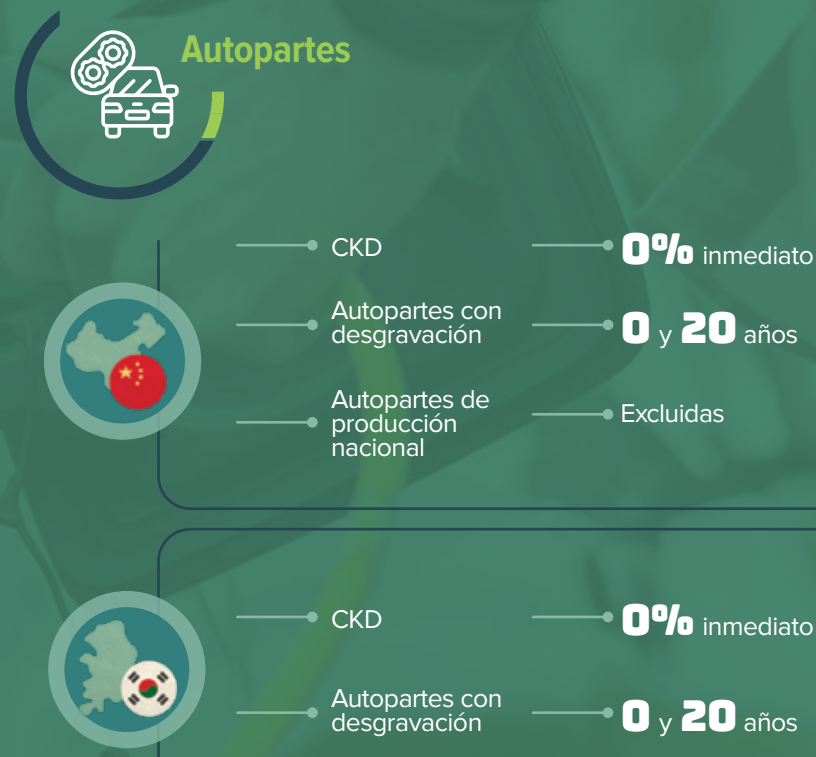 Autopartes
CKD
0% inmediato
Autopartes con
desgravación
0 y 20 años
Autopartes de
producción
nacional
Excluidas
CKD
0% inmediato
Autopartes con
desgravación
0 y 20 años